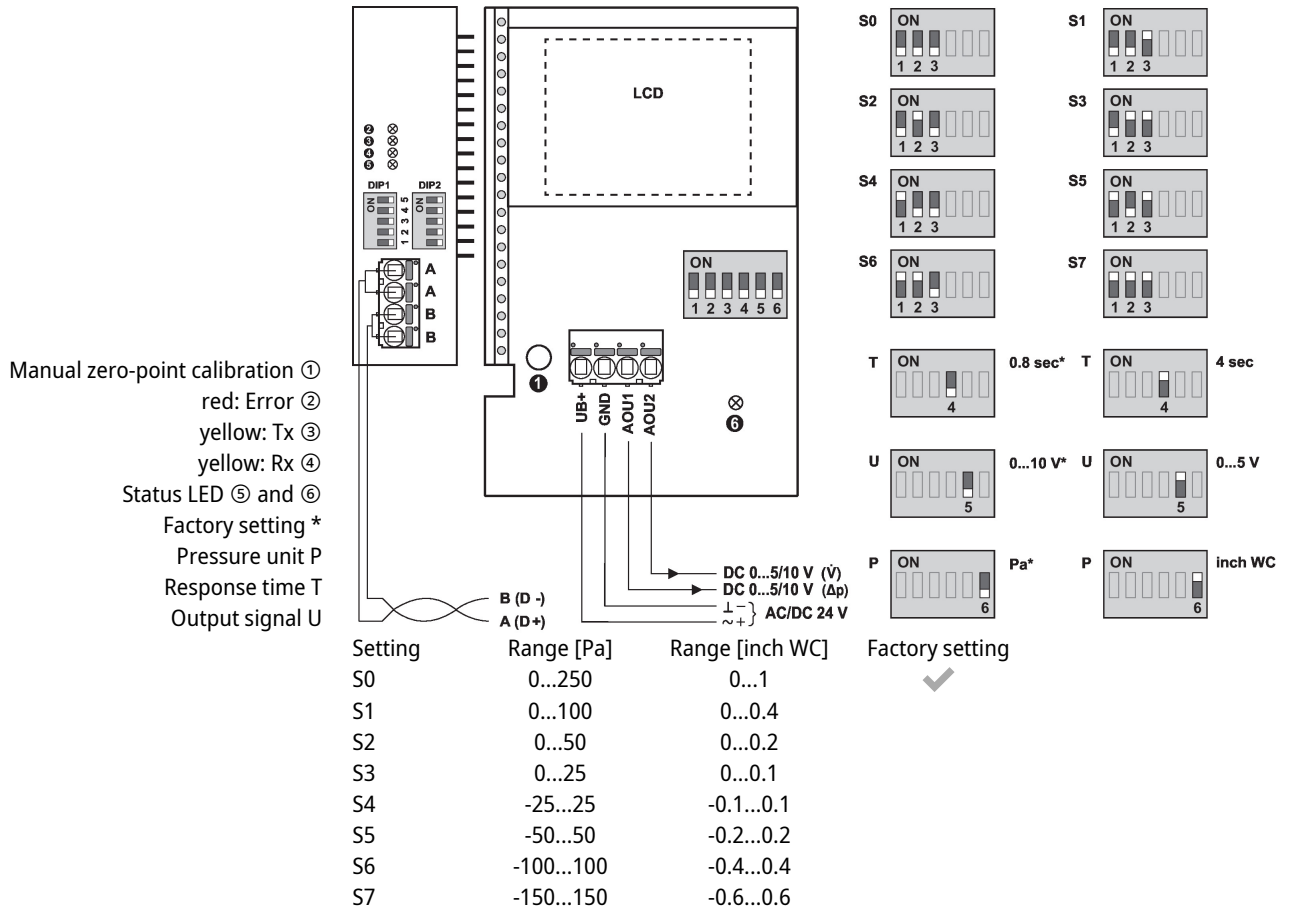 LCD
❷
❸
❹
❺
DIP1 DIP2
ON ON
1 2 3 4 5
A
A
B
B
ON
1 2 3 4 5 6
❶
UB+ GND AOU1 AOU2
❻
Manual zero-point calibration ①
red: Error ②
yellow: Tx ③
yellow: Rx ④
Status LED ⑤ and ⑥
Factory setting *
Pressure unit P
Response time T
Output signal U
DC 0...5/10 V (V̇)
DC 0...5/10 V (Δp)
⊥ −
~ + } AC/DC 24 V
B (D -)
A (D+)
S0 ON
1 2 3
S1 ON
1 2 3
S2 ON
1 2 3
S3 ON
1 2 3
S4 ON
1 2 3
S5 ON
1 2 3
S6 ON
1 2 3
S7 ON
1 2 3
T ON 0.8 sec*
4
T ON 4 sec
4
U ON 0...10 V*
5
U ON 0...5 V
5
P ON Pa*
6
P ON inch WC
6
Setting Range [Pa] Range [inch WC] Factory setting
S0 0...250 0...1 ✔
S1 0...100 0...0.4
S2 0...50 0...0.2
S3 0...25 0...0.1
S4 -25...25 -0.1...0.1
S5 -50...50 -0.2...0.2
S6 -100...100 -0.4...0.4
S7 -150...150 -0.6...0.6